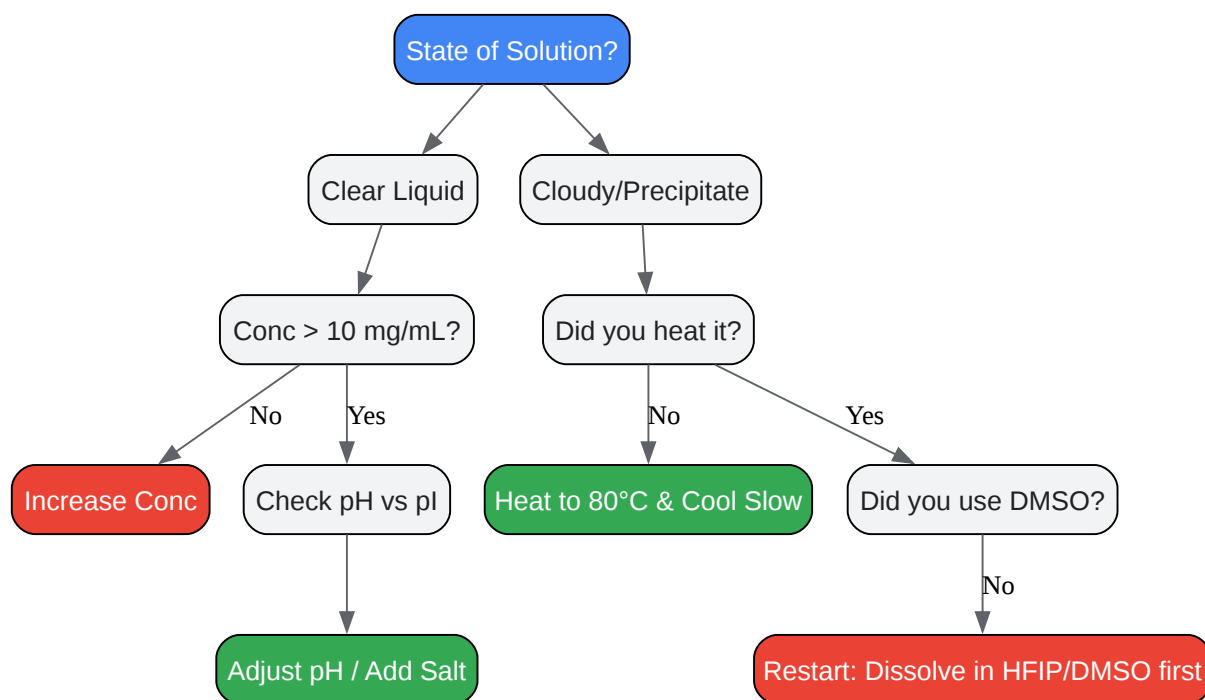 State of Solution?
Clear Liquid
Cloudy/Precipitate
Conc > 10 mg/mL?
Did you heat it?
No
Yes
No
Yes
Increase Conc
Check pH vs pI
Heat to 80°C & Cool Slow
Did you use DMSO?
No
Adjust pH / Add Salt
Restart: Dissolve in HFIP/DMSO first